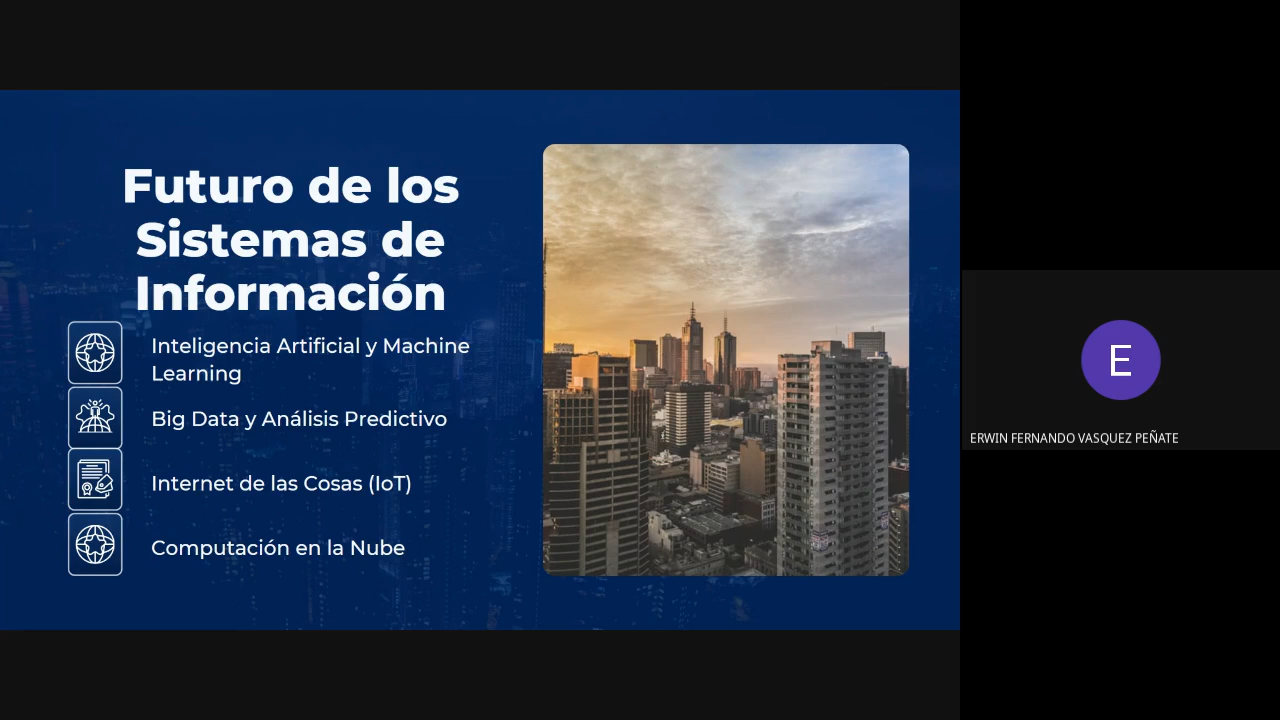 Futuro de los
Sistemas de
Información
Inteligencia Artificial y Machine
Learning
Big Data y Análisis Predictivo
Internet de las Cosas (IoT)
Computación en la Nube
E
ERWIN FERNANDO VASQUEZ PEÑATE